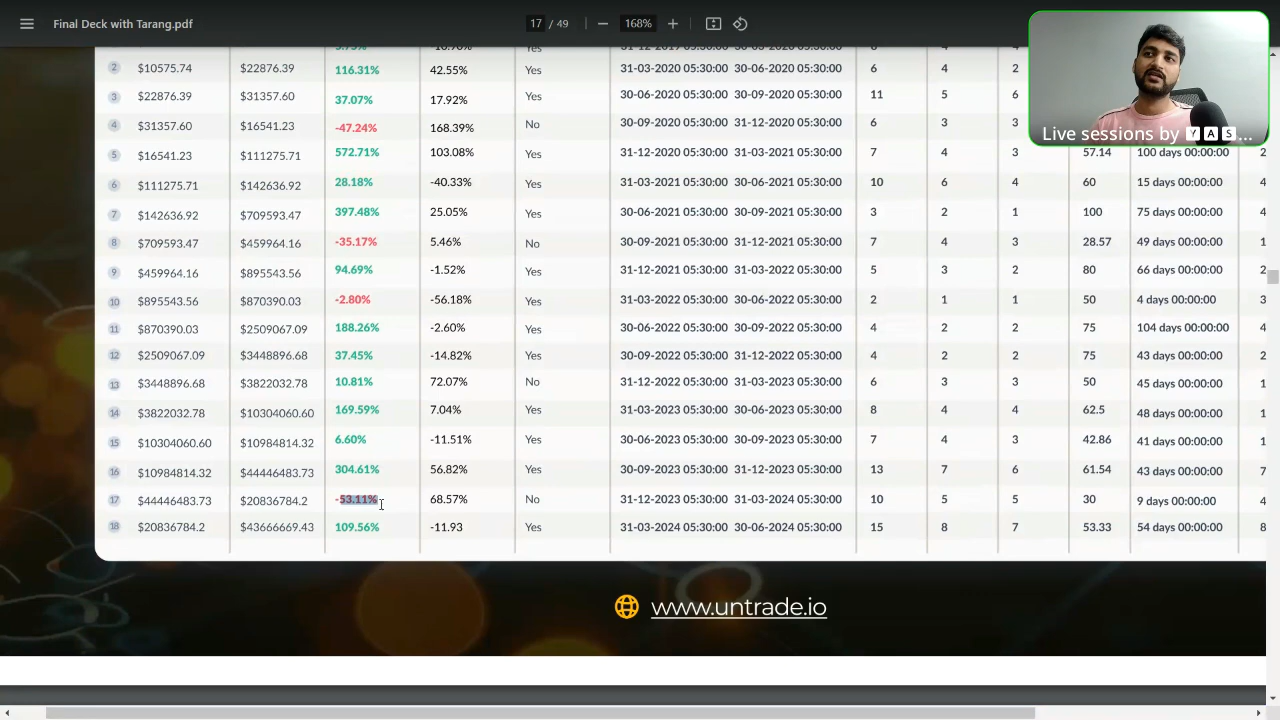 Final Deck with Tarang.pdf 17 / 49 168%
Live sessions by YAS...
31-12-2019 05:30:00 31-03-2020 05:30:00
2 $10575.74 $22876.39 116.31% 42.55% Yes 31-03-2020 05:30:00 30-06-2020 05:30:00 6 4 2
3 $22876.39 $31357.60 37.07% 17.92% Yes 30-06-2020 05:30:00 30-09-2020 05:30:00 11 5 6
4 $31357.60 $16541.23 -47.24% 168.39% No 30-09-2020 05:30:00 31-12-2020 05:30:00 6 3 3
5 $16541.23 $111275.71 572.71% 103.08% Yes 31-12-2020 05:30:00 31-03-2021 05:30:00 7 4 3 57.14 100 days 00:00:00 2
6 $111275.71 $142636.92 28.18% -40.33% Yes 31-03-2021 05:30:00 30-06-2021 05:30:00 10 6 4 60 15 days 00:00:00 4
7 $142636.92 $709593.47 397.48% 25.05% Yes 30-06-2021 05:30:00 30-09-2021 05:30:00 3 2 1 100 75 days 00:00:00 4
8 $709593.47 $459964.16 -35.17% 5.46% No 30-09-2021 05:30:00 31-12-2021 05:30:00 7 4 3 28.57 49 days 00:00:00 1
9 $459964.16 $895543.56 94.69% -1.52% Yes 31-12-2021 05:30:00 31-03-2022 05:30:00 5 3 2 80 66 days 00:00:00 2
10 $895543.56 $870390.03 -2.80% -56.18% Yes 31-03-2022 05:30:00 30-06-2022 05:30:00 2 1 1 50 4 days 00:00:00 3
11 $870390.03 $2509067.09 188.26% -2.60% Yes 30-06-2022 05:30:00 30-09-2022 05:30:00 4 2 2 75 104 days 00:00:00 4
12 $2509067.09 $3448896.68 37.45% -14.82% Yes 30-09-2022 05:30:00 31-12-2022 05:30:00 4 2 2 75 43 days 00:00:00 4
13 $3448896.68 $3822032.78 10.81% 72.07% No 31-12-2022 05:30:00 31-03-2023 05:30:00 6 3 3 50 45 days 00:00:00 1
14 $3822032.78 $10304060.60 169.59% 7.04% Yes 31-03-2023 05:30:00 30-06-2023 05:30:00 8 4 4 62.5 48 days 00:00:00 1
15 $10304060.60 $10984814.32 6.60% -11.51% Yes 30-06-2023 05:30:00 30-09-2023 05:30:00 7 4 3 42.86 41 days 00:00:00 1
16 $10984814.32 $44446483.73 304.61% 56.82% Yes 30-09-2023 05:30:00 31-12-2023 05:30:00 13 7 6 61.54 43 days 00:00:00 7
17 $44446483.73 $20836784.2 -53.11% 68.57% No 31-12-2023 05:30:00 31-03-2024 05:30:00 10 5 5 30 9 days 00:00:00 4
18 $20836784.2 $43666669.43 109.56% -11.93 Yes 31-03-2024 05:30:00 30-06-2024 05:30:00 15 8 7 53.33 54 days 00:00:00 8
www.untrade.io